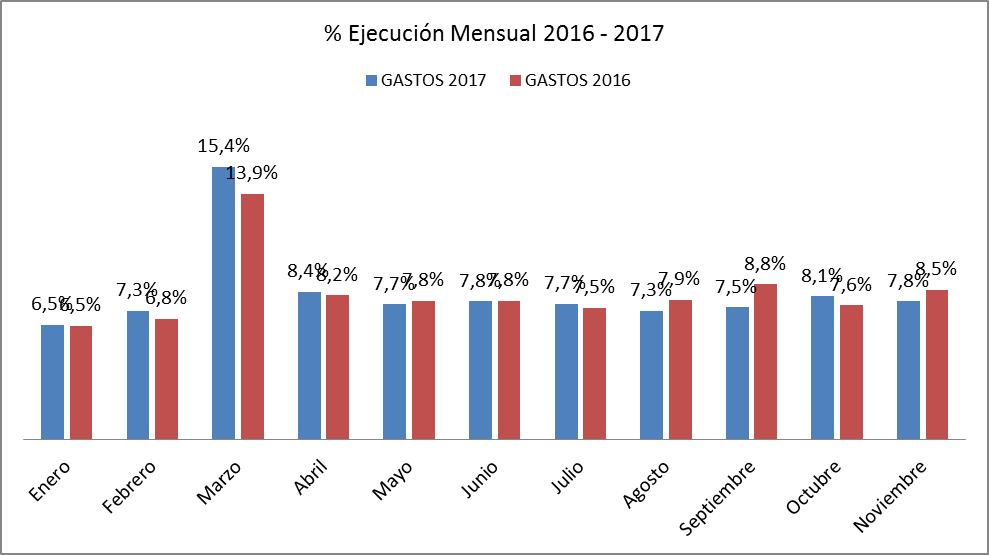 % Ejecución Mensual 2016 - 2017
GASTOS 2017 GASTOS 2016
6,5% 6,5% 7,3% 6,8% 15,4% 13,9% 8,4% 8,2% 7,7% 7,8% 7,8% 7,8% 7,7% 7,5% 7,3% 7,9% 7,5% 8,8% 8,1% 7,6% 7,8% 8,5%
Enero Febrero Marzo Abril Mayo Junio Julio Agosto Septiembre Octubre Noviembre